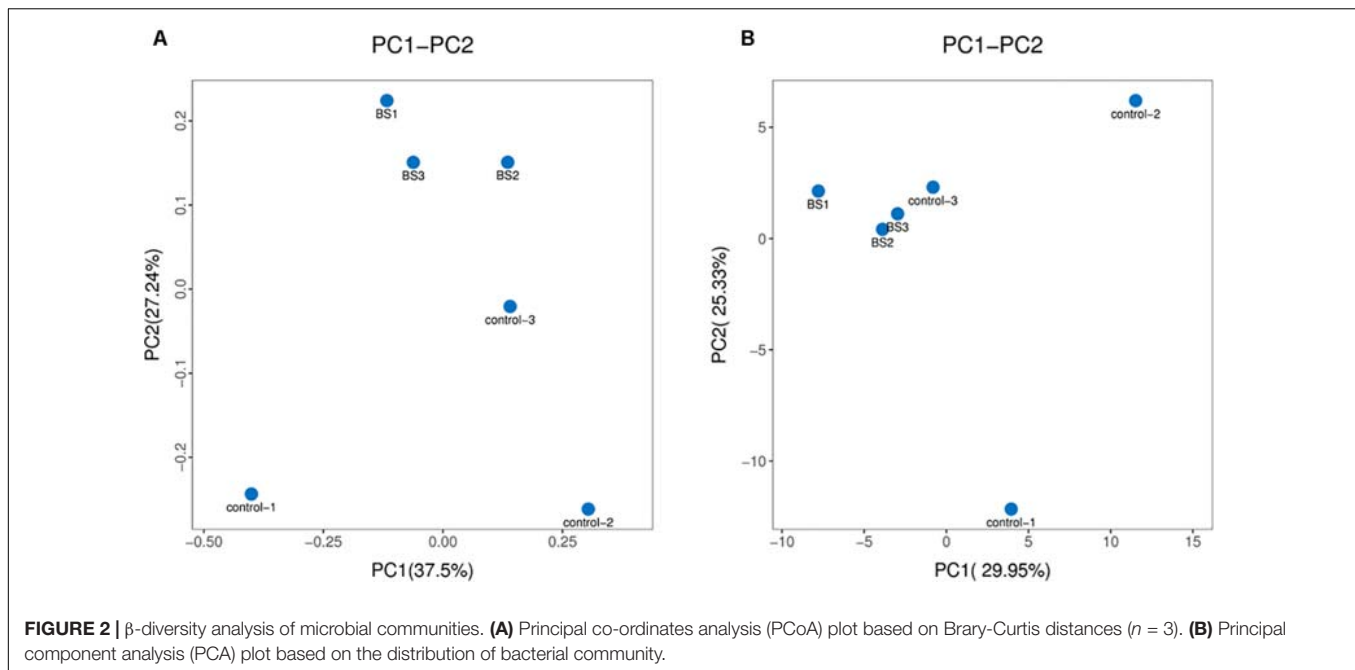 A
PC1−PC2
0.2
0.1
0.0
−0.1
−0.2
PC2(27.24%)
BS1
BS3
BS2
control−3
control−1
control−2
−0.50
−0.25
0.00
0.25
PC1(37.5%)
B
PC1−PC2
5
0
−5
−10
PC2( 25.33%)
control−2
BS1
control−3
BS3
BS2
control−1
−10
−5
0
5
10
15
PC1( 29.95%)
FIGURE 2 | β-diversity analysis of microbial communities. (A) Principal co-ordinates analysis (PCoA) plot based on Brary-Curtis distances (n = 3). (B) Principal
component analysis (PCA) plot based on the distribution of bacterial community.